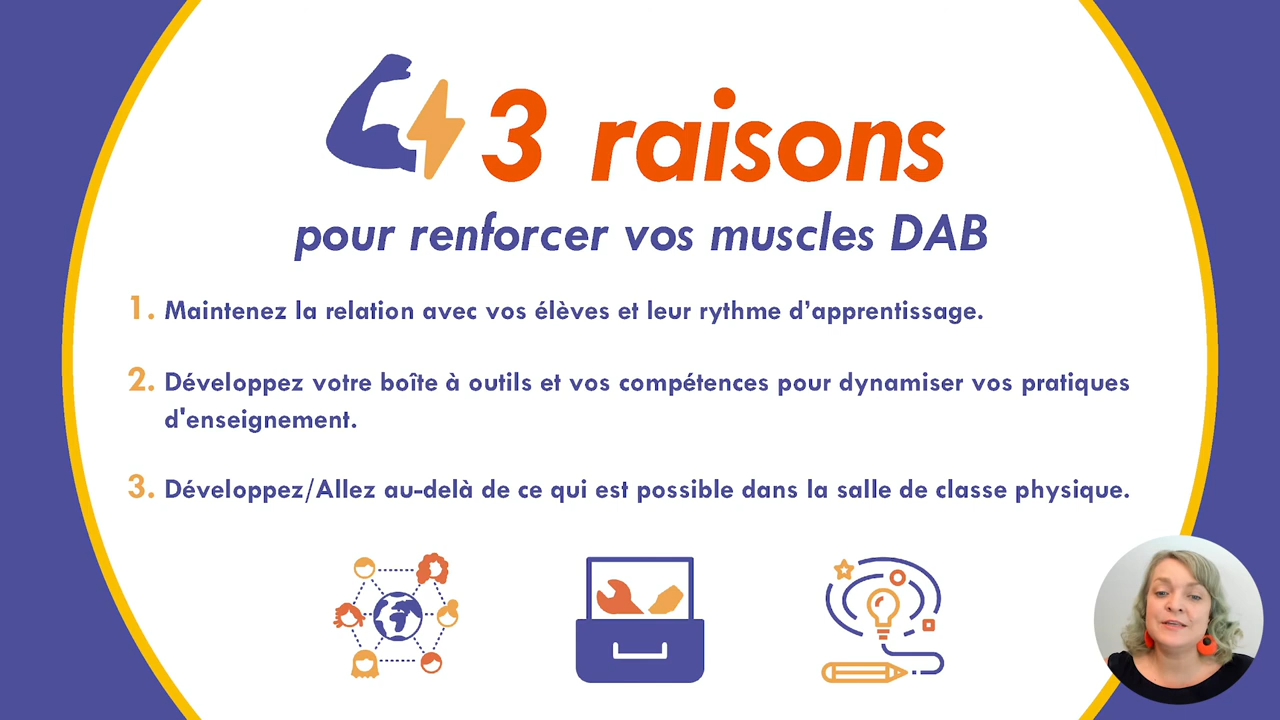 3 raisons
pour renforcer vos muscles DAB
1. Maintenez la relation avec vos élèves et leur rythme d’apprentissage.
2. Développez votre boîte à outils et vos compétences pour dynamiser vos pratiques
d'enseignement.
3. Développez/Allez au-delà de ce qui est possible dans la salle de classe physique.